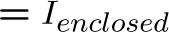 = I_{enclosed}